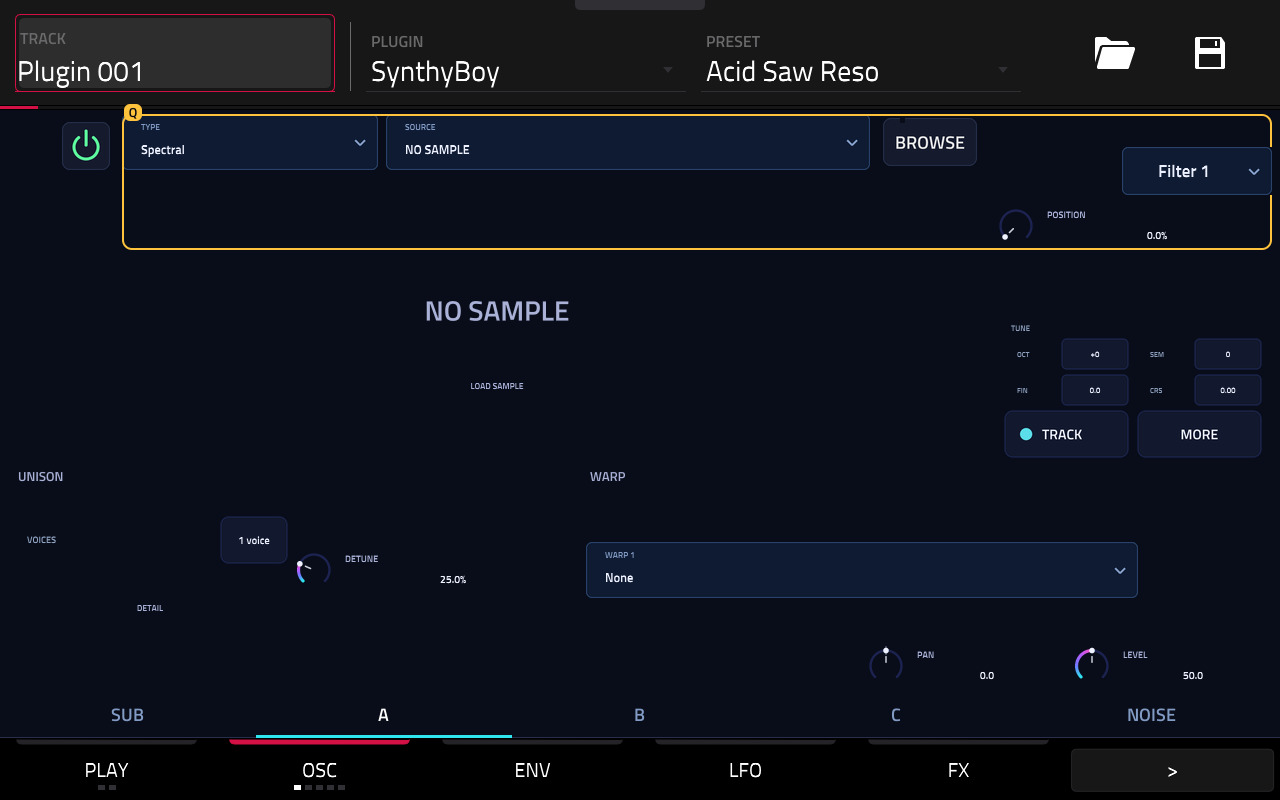 TRACK
Plugin 001
PLUGIN
SynthyBoy
PRESET
Acid Saw Reso
Q
TYPE
Spectral
SOURCE
NO SAMPLE
BROWSE
Filter 1
POSITION
0.0%
NO SAMPLE
LOAD SAMPLE
TUNE
OCT
+0
SEM
0
FIN
0.0
CRS
0.00
TRACK
MORE
UNISON
WARP
VOICES
1 voice
DETUNE
25.0%
WARP 1
None
DETAIL
PAN
0.0
LEVEL
50.0
SUB
A
B
C
NOISE
PLAY
OSC
ENV
LFO
FX
>